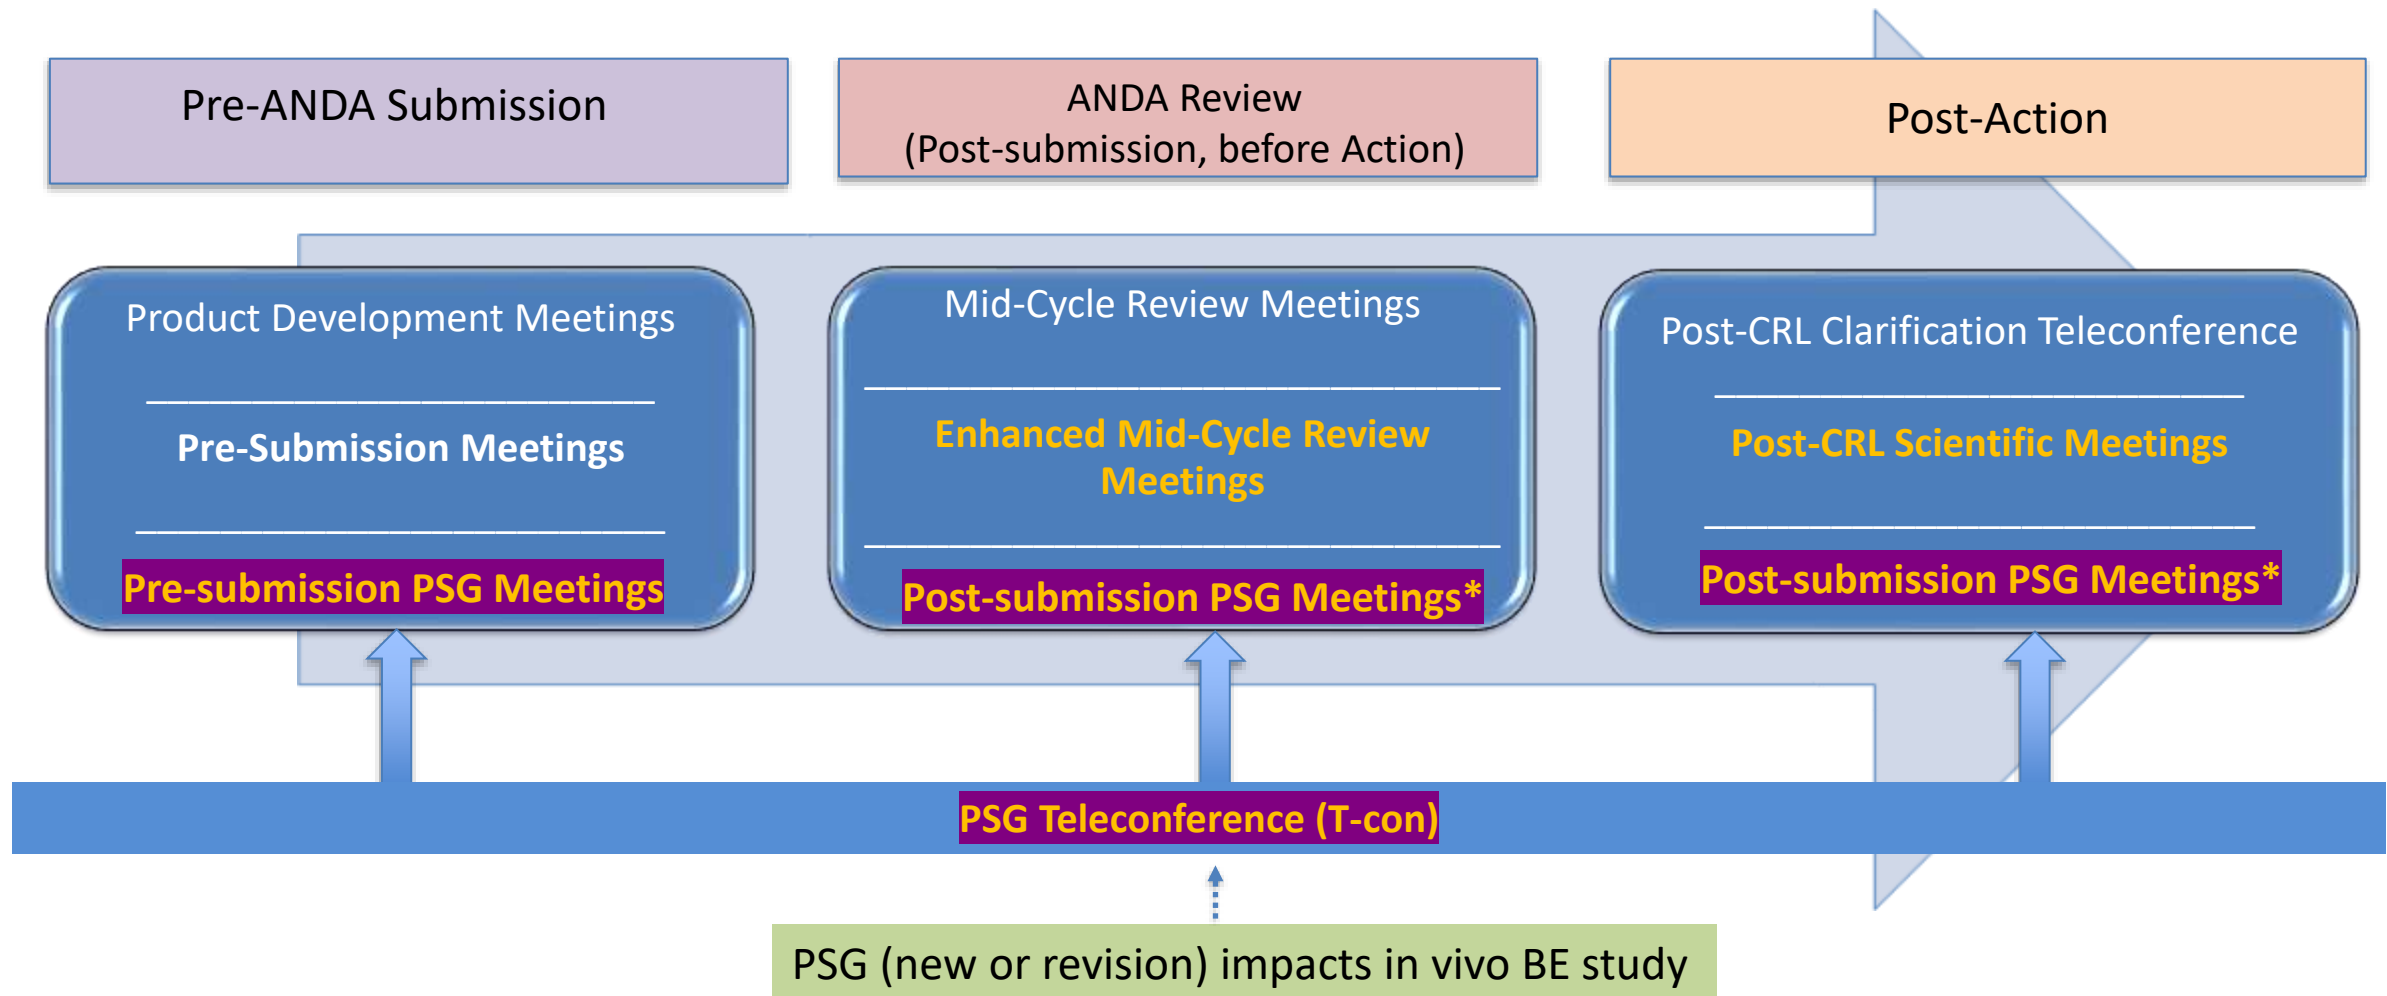 Pre-ANDA Submission
ANDA Review
(Post-submission, before Action)
Post-Action
Product Development Meetings
Pre-Submission Meetings
Pre-submission PSG Meetings
Mid-Cycle Review Meetings
Enhanced Mid-Cycle Review
Meetings
Post-submission PSG Meetings*
Post-CRL Clarification Teleconference
Post-CRL Scientific Meetings
Post-submission PSG Meetings*
PSG Teleconference (T-con)
PSG (new or revision) impacts in vivo BE study